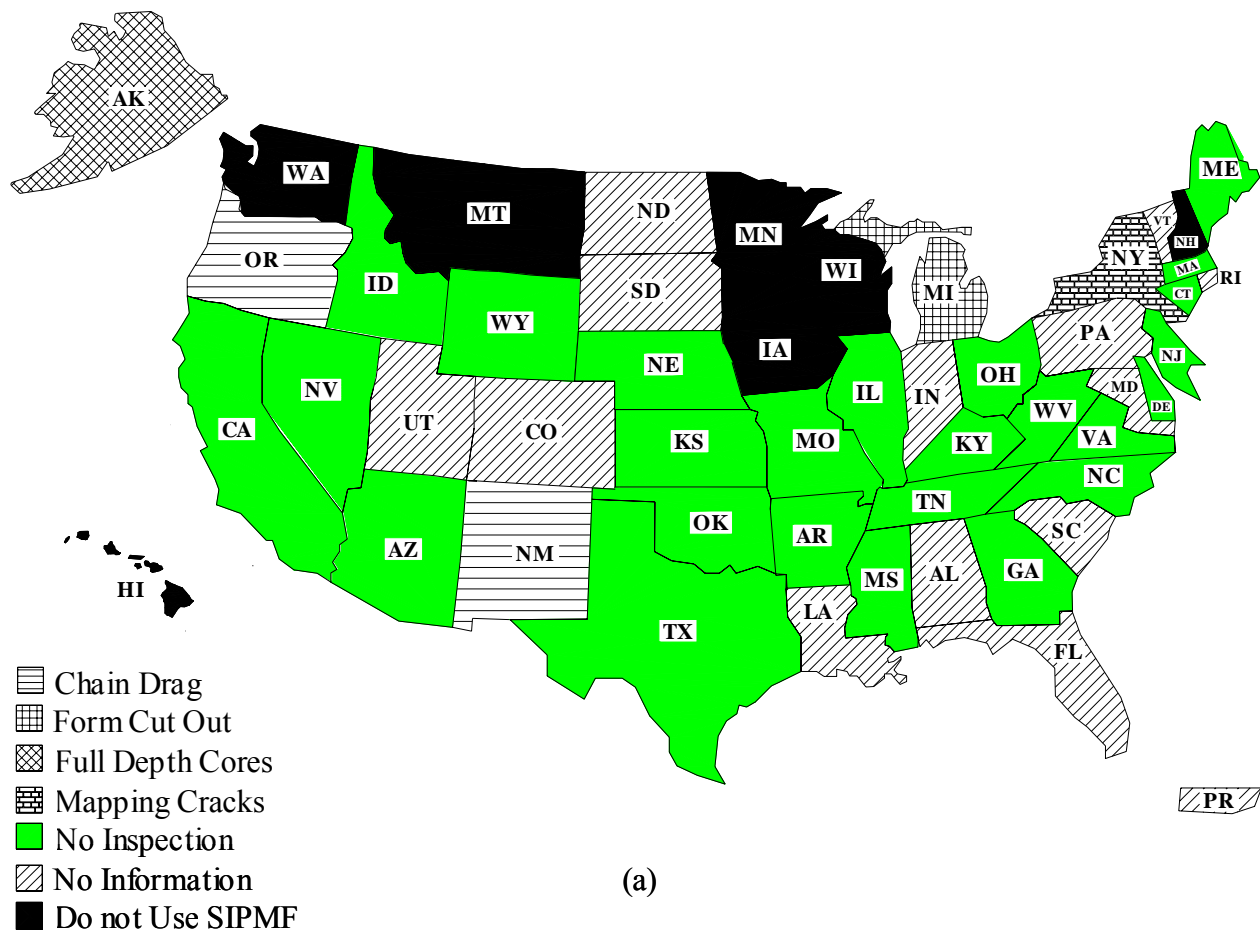 AK
WA
MT
ND
MN
ME
VT
NH
OR
ID
SD
WI
MI
NY
MA
RI
CT
WY
IA
NE
PA
NJ
NV
UT
CO
IL
IN
OH
MD
DE
CA
KS
MO
KY
WV
VA
NC
AZ
NM
OK
AR
TN
SC
HI
TX
MS
AL
GA
LA
FL
PR
Chain Drag
Form Cut Out
Full Depth Cores
Mapping Cracks
No Inspection
No Information
Do not Use SIPMF
(a)